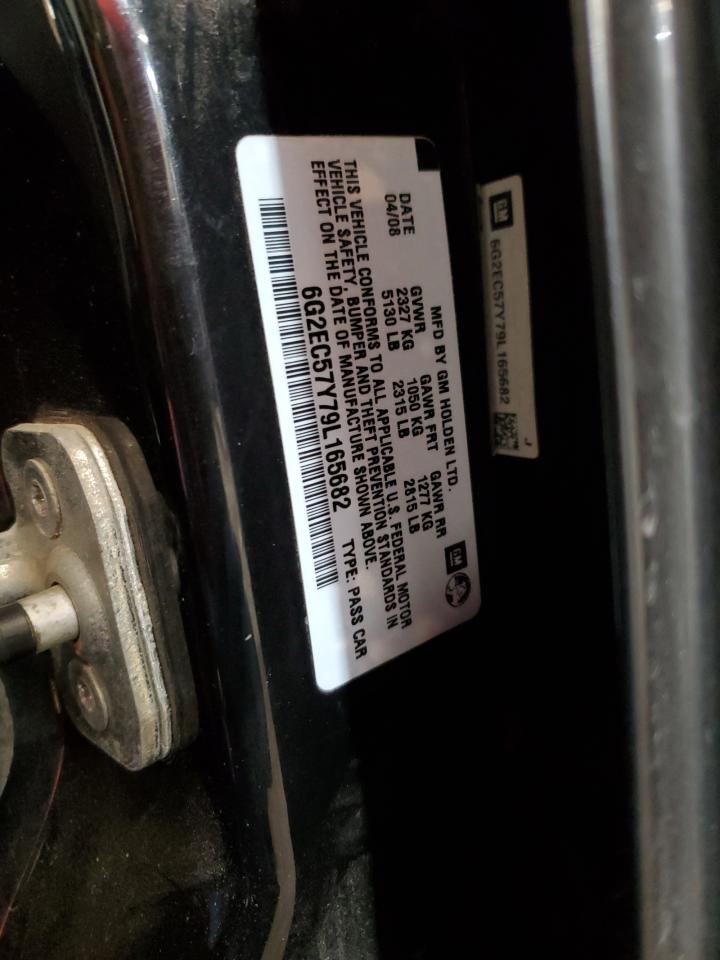 MFD BY GM HOLDEN LTD.
DATE GVWR GAWR FRT GAWR RR
04/08 2327 KG 1050 KG 1277 KG
5130 LB 2315 LB 2815 LB
THIS VEHICLE CONFORMS TO ALL APPLICABLE U.S. FEDERAL MOTOR
VEHICLE SAFETY, BUMPER AND THEFT PREVENTION STANDARDS IN
EFFECT ON THE DATE OF MANUFACTURE SHOWN ABOVE.
6G2EC57Y79L165682 TYPE: PASS CAR
GM
GM
6G2EC57Y79L165682
J